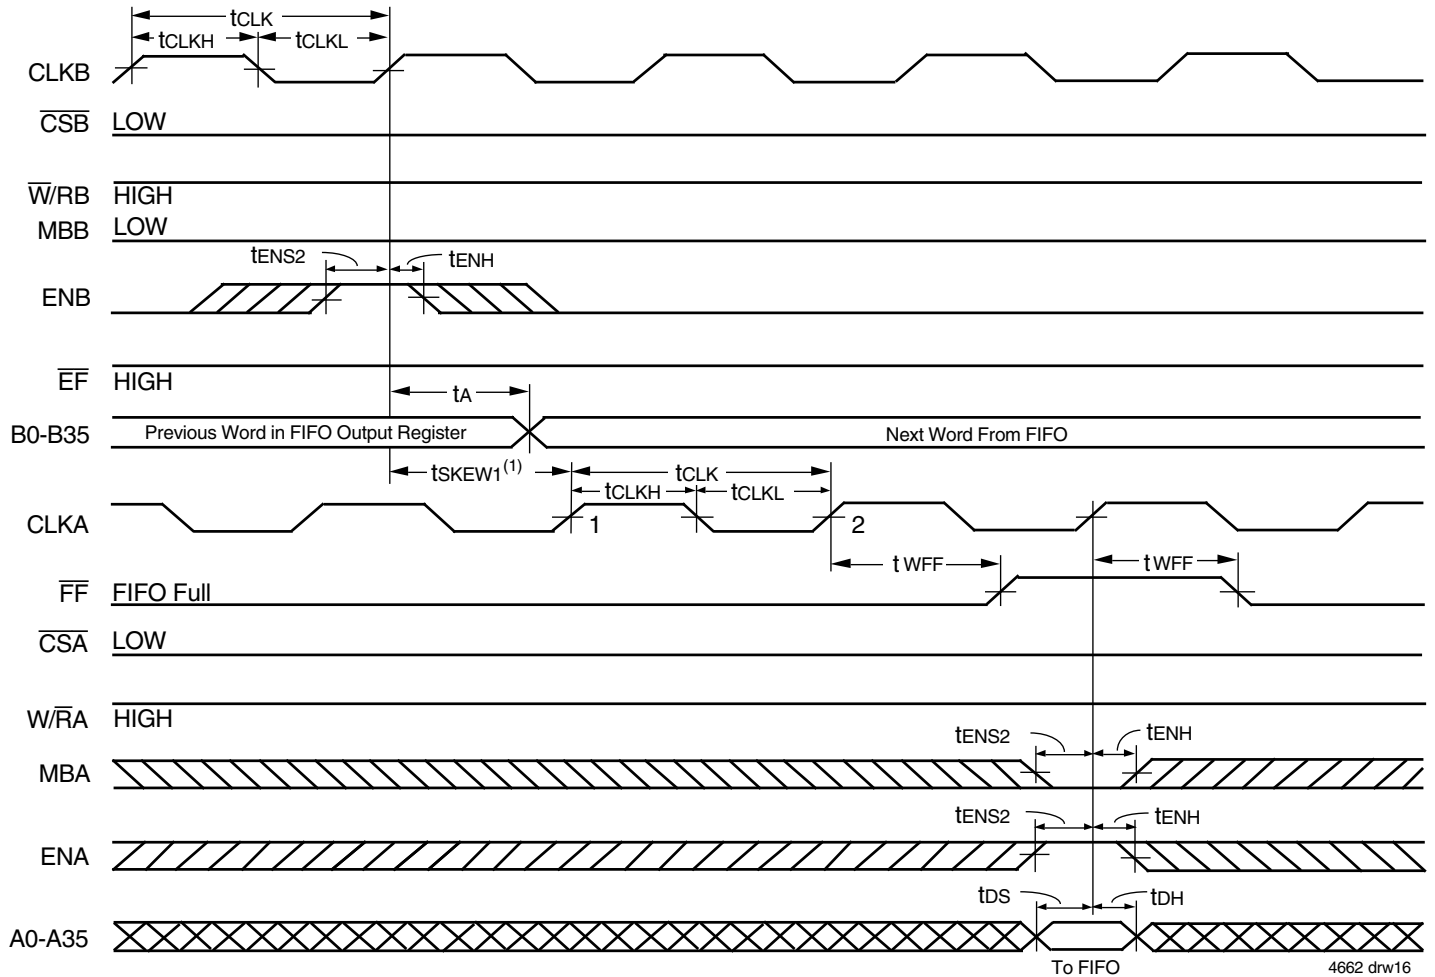 tCLK
tCLKH tCLKL
CLKB
CSB LOW
W/RB HIGH
MBB LOW
tENS2 tENH
ENB
EF HIGH
tA
B0-B35 Previous Word in FIFO Output Register Next Word From FIFO
tSKEW1(1) tCLK
tCLKH tCLKL
CLKA 1 2
tWFF tWFF
FF FIFO Full
CSA LOW
W/RA HIGH
tENS2 tENH
MBA
tENS2 tENH
ENA
tDS tDH
A0-A35
To FIFO 4662 drw16